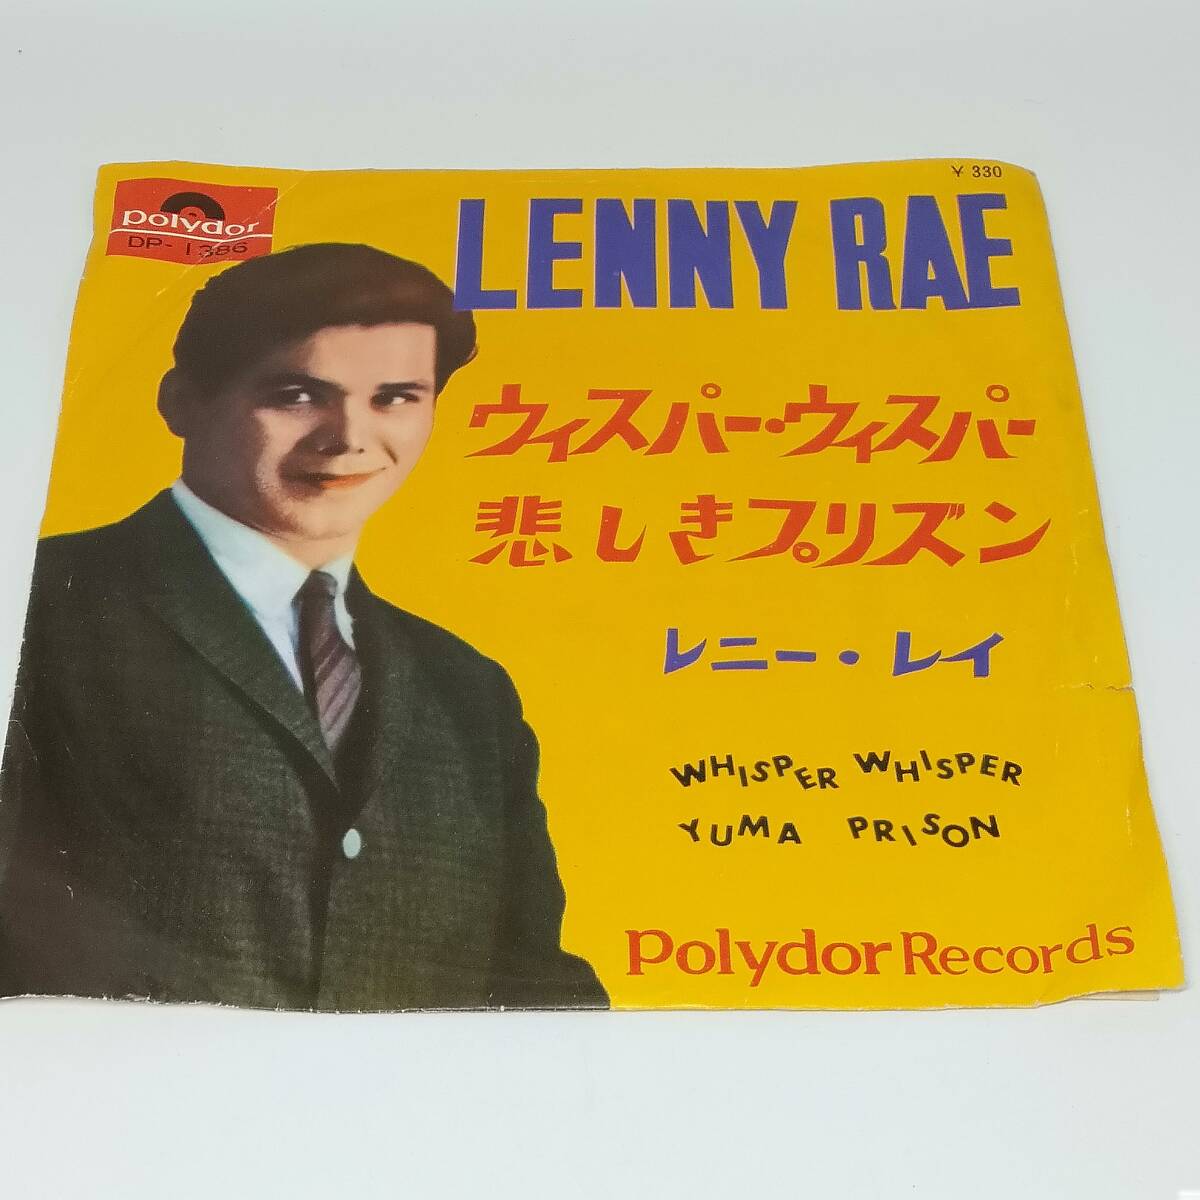 polydor
DP-1386
¥ 330
LENNY RAE
ウィスパー・ウィスパー
悲しきプリズン
レニー・レイ
WHISPER WHISPER
YUMA PRISON
Polydor Records